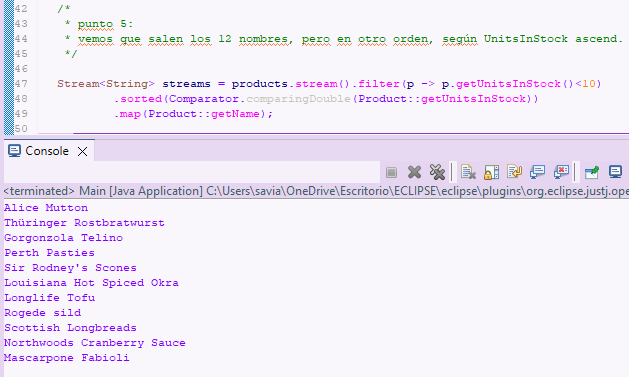 42 /*
43 * punto 5:
44 * vemos que salen los 12 nombres, pero en otro orden, según UnitsInStock ascend.
45 */
46
47 Stream<String> streams = products.stream().filter(p -> p.getUnitsInStock()<10)
48 .sorted(Comparator.comparingDouble(Product::getUnitsInStock))
49 .map(Product::getName);
50
Console
<terminated> Main [Java Application] C:\Users\savia\OneDrive\Escritorio\ECLIPSE\eclipse\plugins\org.eclipse.justj.ope
Alice Mutton
Thüringer Rostbratwurst
Gorgonzola Telino
Perth Pasties
Sir Rodney's Scones
Louisiana Hot Spiced Okra
Longlife Tofu
Rogede sild
Scottish Longbreads
Northwoods Cranberry Sauce
Mascarpone Fabioli